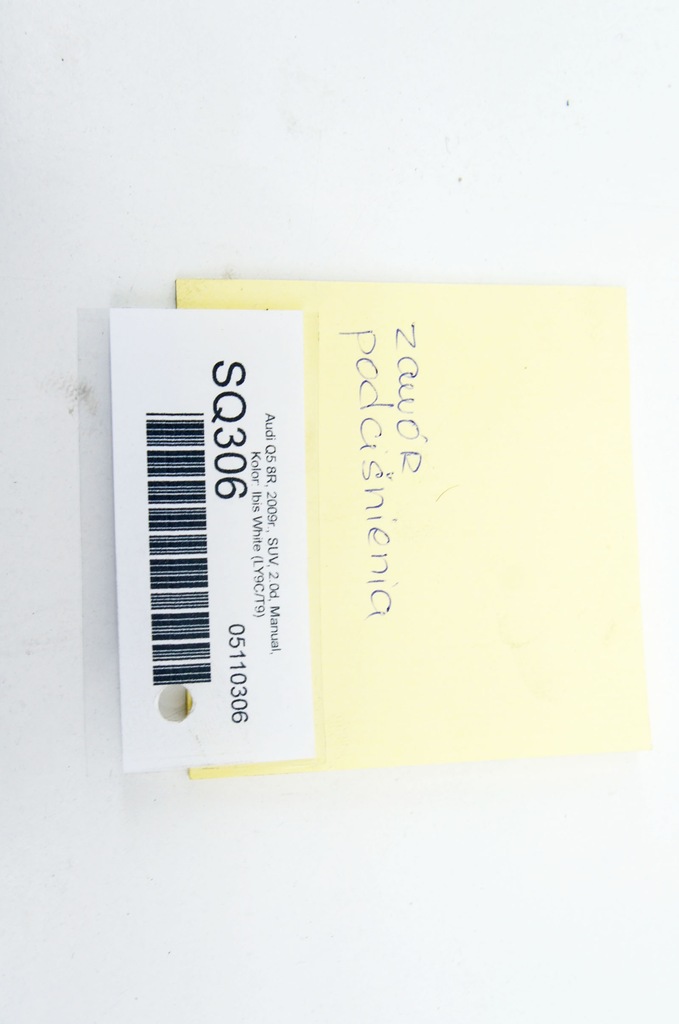 zawóR
podciśnienia
Audi Q5 8R, 2009r., SUV, 2.0d, Manual,
Kolor: Ibis White (LY9C/T9)
SQ306
05110306